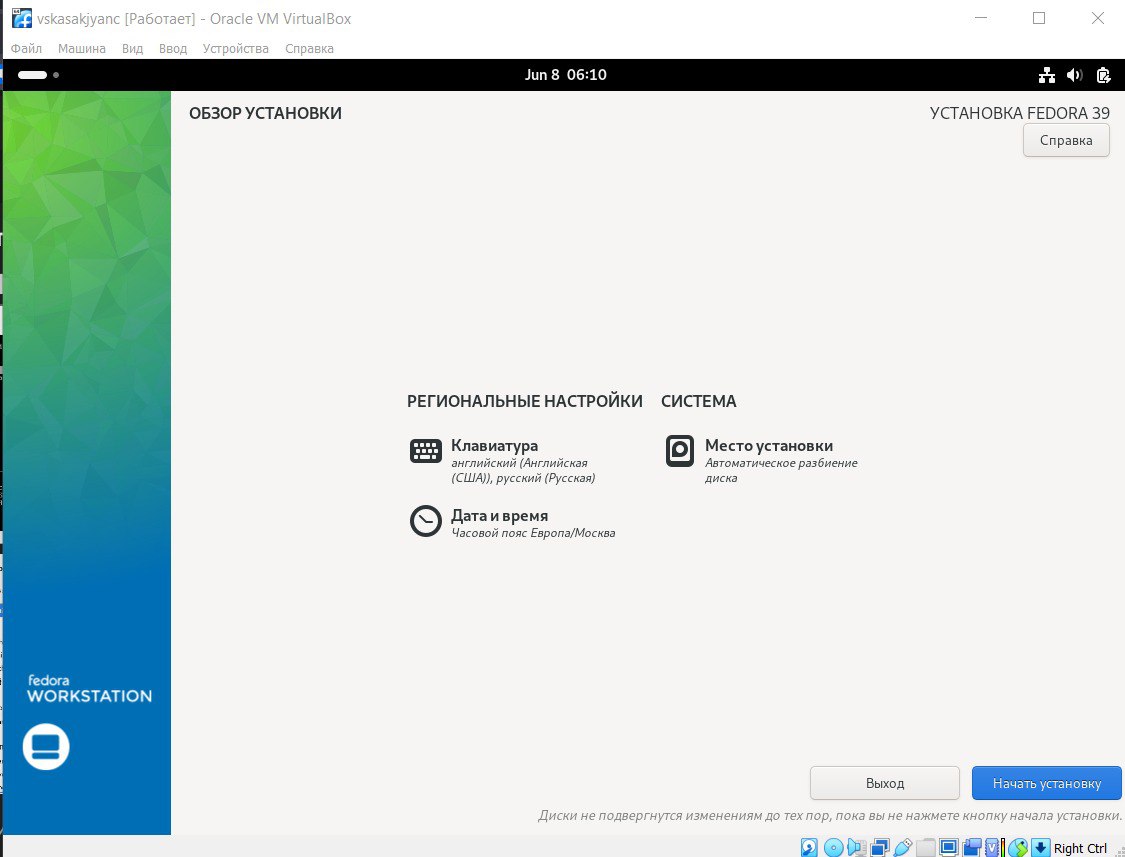 vskasakjyanc [Работает] - Oracle VM VirtualBox
Файл Машина Вид Ввод Устройства Справка
Jun 8 06:10
ОБЗОР УСТАНОВКИ
УСТАНОВКА FEDORA 39
Справка
РЕГИОНАЛЬНЫЕ НАСТРОЙКИ
СИСТЕМА
Клавиатура
английский (Английская
(США)), русский (Русская)
Место установки
Автоматическое разбиение
диска
Дата и время
Часовой пояс Европа/Москва
fedora
WORKSTATION
Выход
Начать установку
Диски не подвергнутся изменениям до тех пор, пока вы не нажмете кнопку начала установки.
Right Ctrl